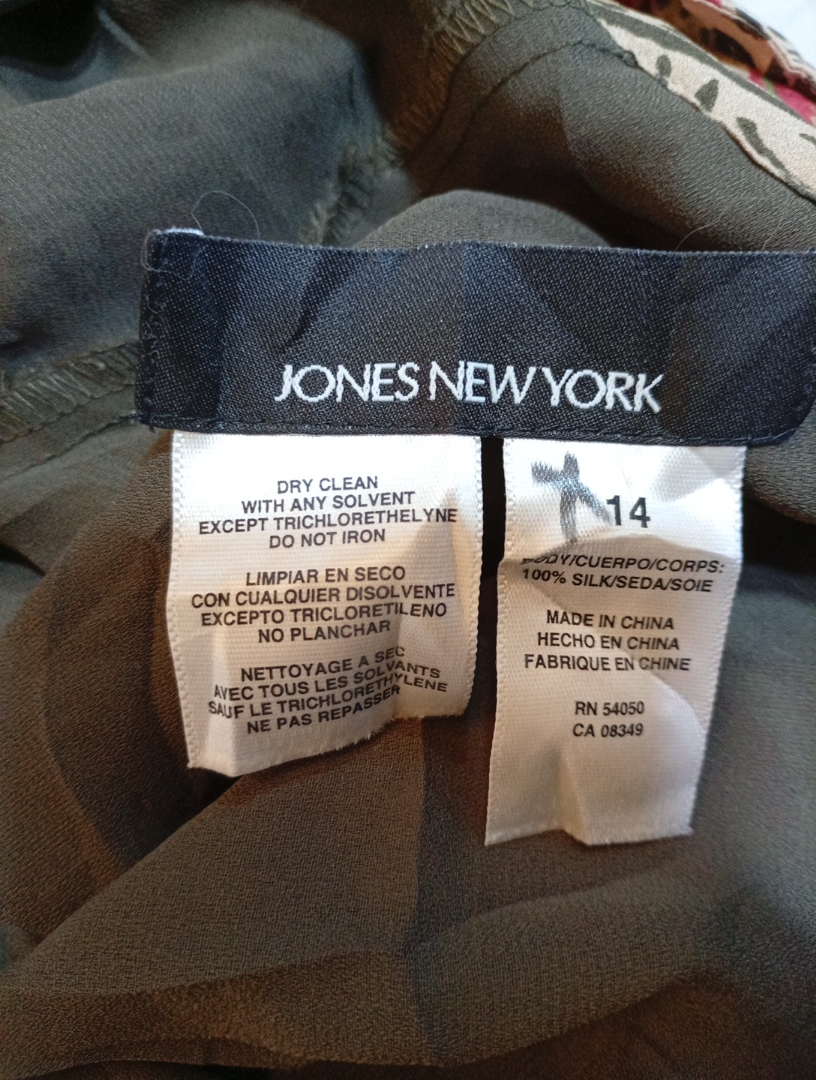 JONES NEW YORK
DRY CLEAN
WITH ANY SOLVENT
EXCEPT TRICHLORETHELYNE
DO NOT IRON
LIMPIAR EN SECO
CON CUALQUIER DISOLVENTE
EXCEPTO TRICLORETILENO
NO PLANCHAR
NETTOYAGE A SEC
AVEC TOUS LES SOLVANTS
SAUF LE TRICHLORETHYLENE
NE PAS REPASSER
14
BODY/CUERPO/CORPS:
100% SILK/SEDA/SOIE
MADE IN CHINA
HECHO EN CHINA
FABRIQUE EN CHINE
RN 54050
CA 08349